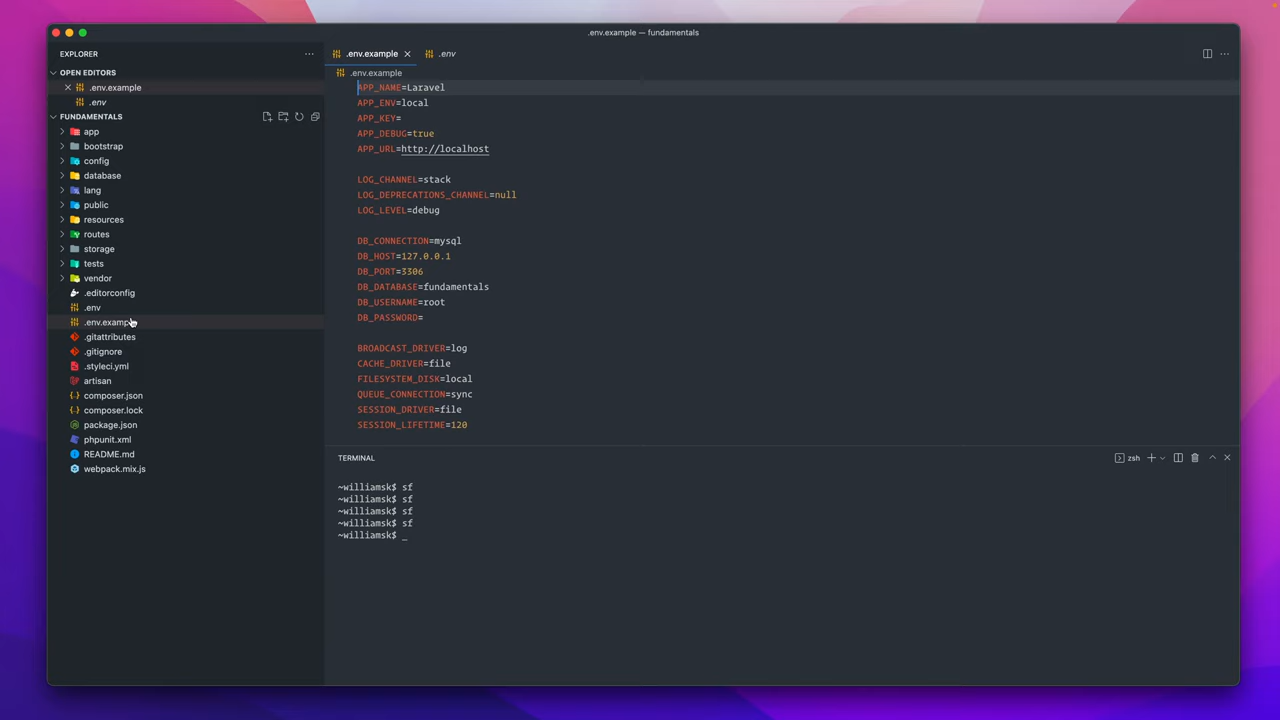 .env.example — fundamentals
EXPLORER
OPEN EDITORS
.env.example
.env
FUNDAMENTALS
app
bootstrap
config
database
lang
public
resources
routes
storage
tests
vendor
.editorconfig
.env
.gitattributes
.gitignore
.styleci.yml
artisan
composer.json
composer.lock
package.json
phpunit.xml
README.md
webpack.mix.js
.env.example
.env
.env.example
APP_NAME=Laravel
APP_ENV=local
APP_KEY=
APP_DEBUG=true
APP_URL=http://localhost
LOG_CHANNEL=stack
LOG_DEPRECATIONS_CHANNEL=null
LOG_LEVEL=debug
DB_CONNECTION=mysql
DB_HOST=127.0.0.1
DB_PORT=3306
DB_DATABASE=fundamentals
DB_USERNAME=root
DB_PASSWORD=
BROADCAST_DRIVER=log
CACHE_DRIVER=file
FILESYSTEM_DISK=local
QUEUE_CONNECTION=sync
SESSION_DRIVER=file
SESSION_LIFETIME=120
TERMINAL
zsh
~williamsk$ sf
~williamsk$ sf
~williamsk$ sf
~williamsk$ sf
~williamsk$ _